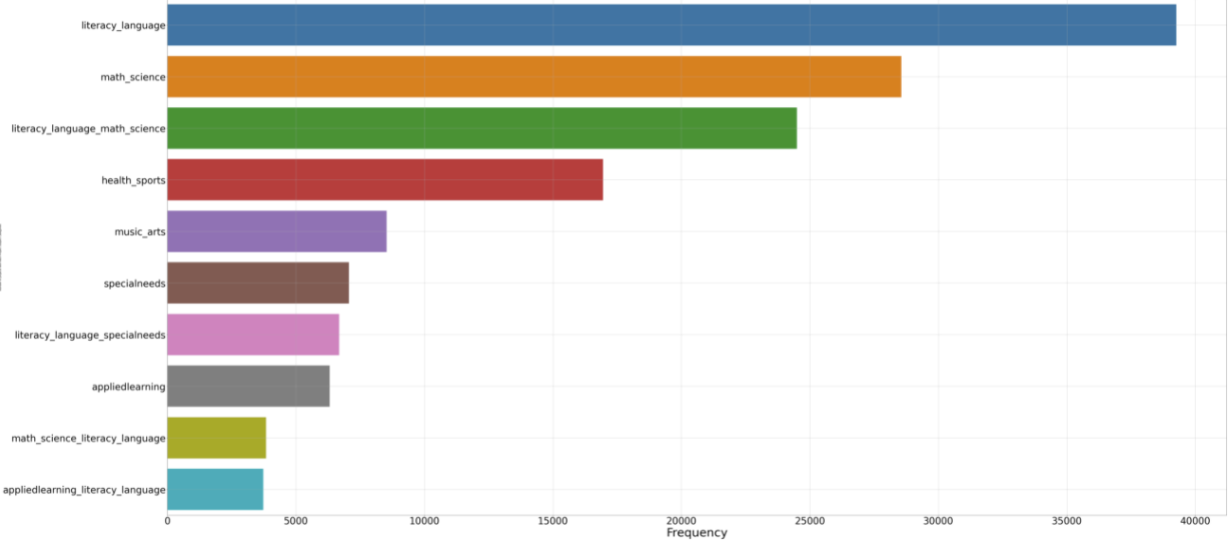 literacy_language
math_science
literacy_language_math_science
health_sports
music_arts
specialneeds
literacy_language_specialneeds
appliedlearning
math_science_literacy_language
appliedlearning_literacy_language
0 5000 10000 15000 20000 25000 30000 35000 40000
Frequency